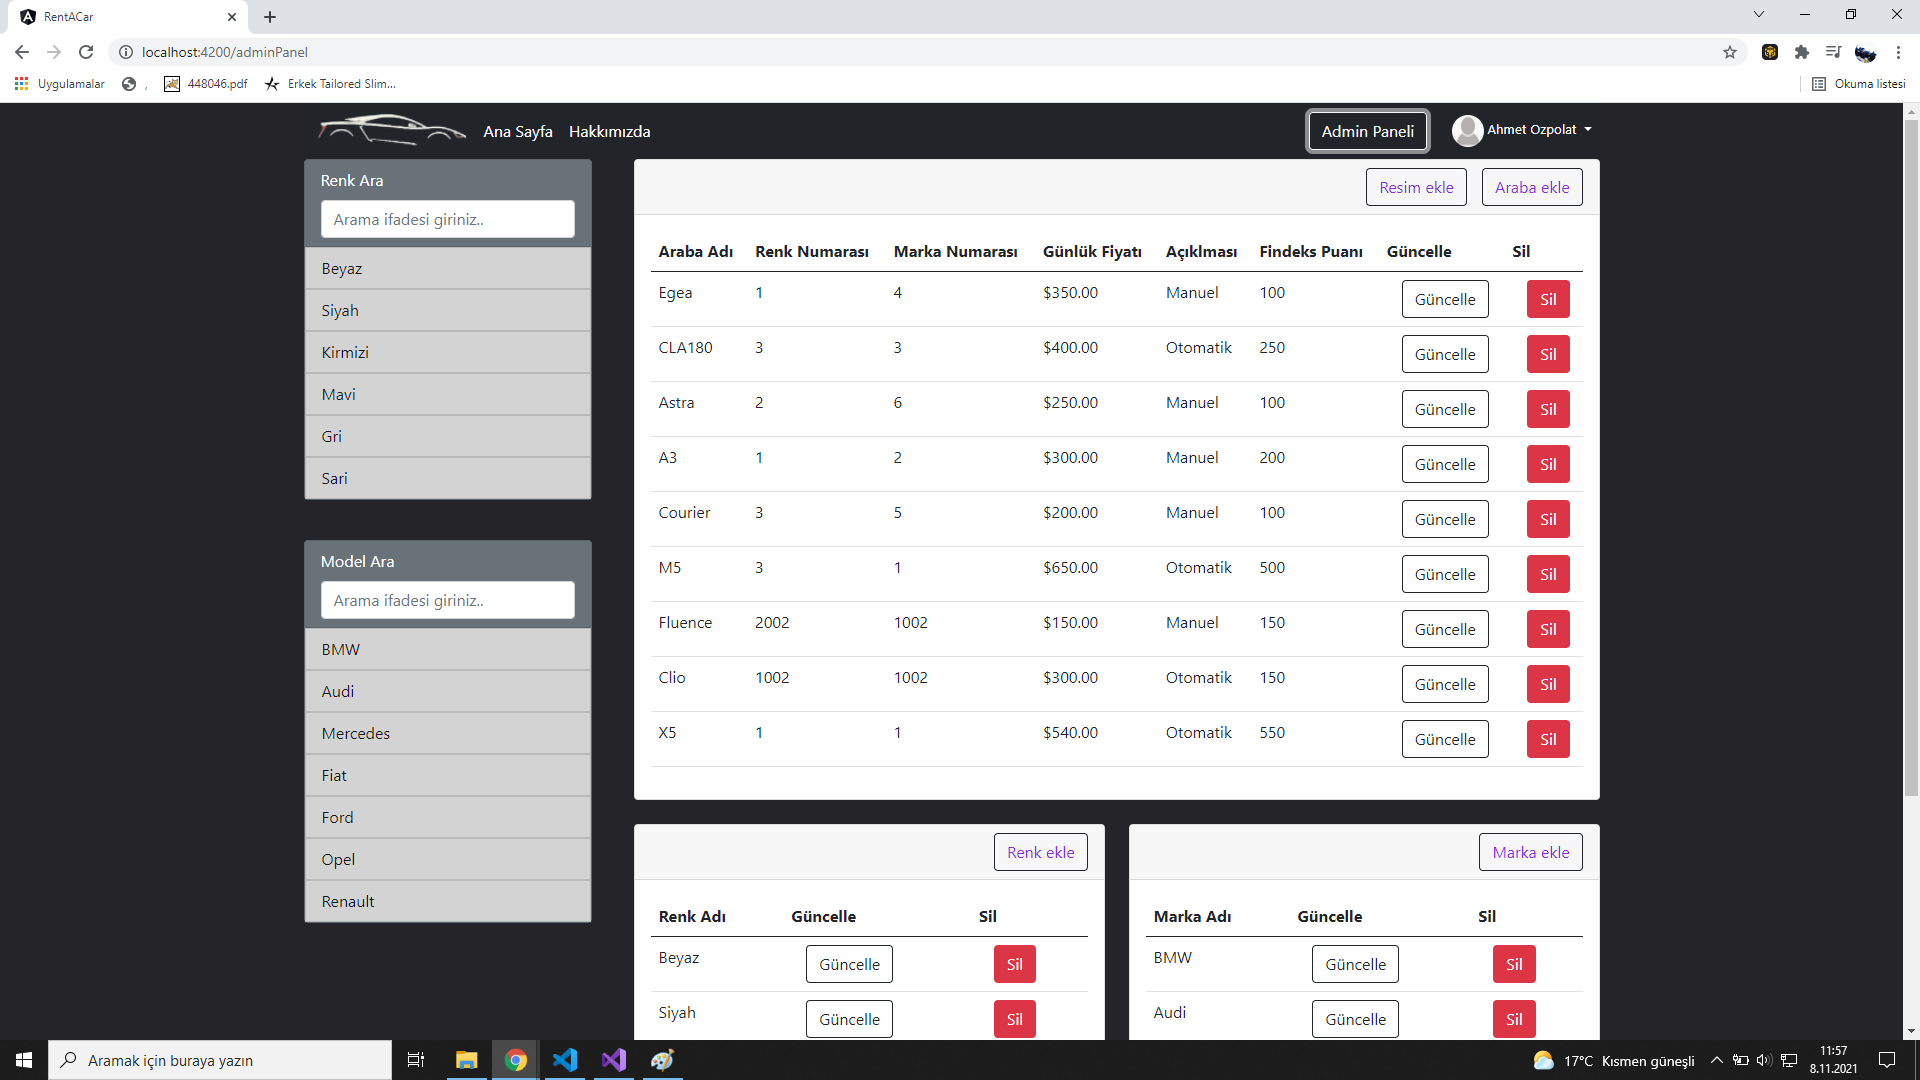 RentACar
localhost:4200/adminPanel
Uygulamalar , 448046.pdf Erkek Tailored Slim... Okuma listesi
Ana Sayfa Hakkımızda Admin Paneli Ahmet Ozpolat
Renk Ara
Arama ifadesi giriniz..
Beyaz
Siyah
Kirmizi
Mavi
Gri
Sari
Model Ara
Arama ifadesi giriniz..
BMW
Audi
Mercedes
Fiat
Ford
Opel
Renault
Resim ekle Araba ekle
Araba Adı Renk Numarası Marka Numarası Günlük Fiyatı Açıklması Findeks Puanı Güncelle Sil
Egea 1 4 $350.00 Manuel 100 Güncelle Sil
CLA180 3 3 $400.00 Otomatik 250 Güncelle Sil
Astra 2 6 $250.00 Manuel 100 Güncelle Sil
A3 1 2 $300.00 Manuel 200 Güncelle Sil
Courier 3 5 $200.00 Manuel 100 Güncelle Sil
M5 3 1 $650.00 Otomatik 500 Güncelle Sil
Fluence 2002 1002 $150.00 Manuel 150 Güncelle Sil
Clio 1002 1002 $300.00 Otomatik 150 Güncelle Sil
X5 1 1 $540.00 Otomatik 550 Güncelle Sil
Renk ekle
Renk Adı Güncelle Sil
Beyaz Güncelle Sil
Siyah Güncelle Sil
Marka ekle
Marka Adı Güncelle Sil
BMW Güncelle Sil
Audi Güncelle Sil
Aramak için buraya yazın
17°C Kısmen güneşli
11:57
8.11.2021